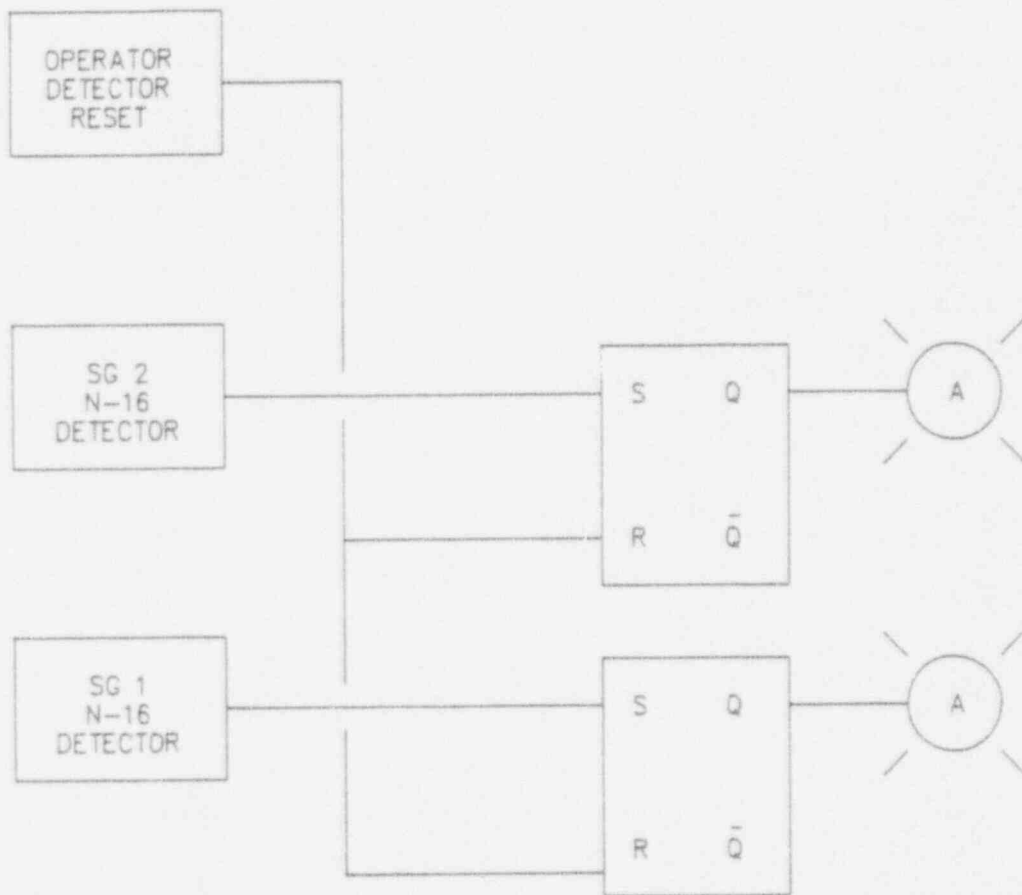 OPERATOR
DETECTOR
RESET
SG 2
N-16
DETECTOR
S Q
A
R Q̅
SG 1
N-16
DETECTOR
S Q
A
R Q̅